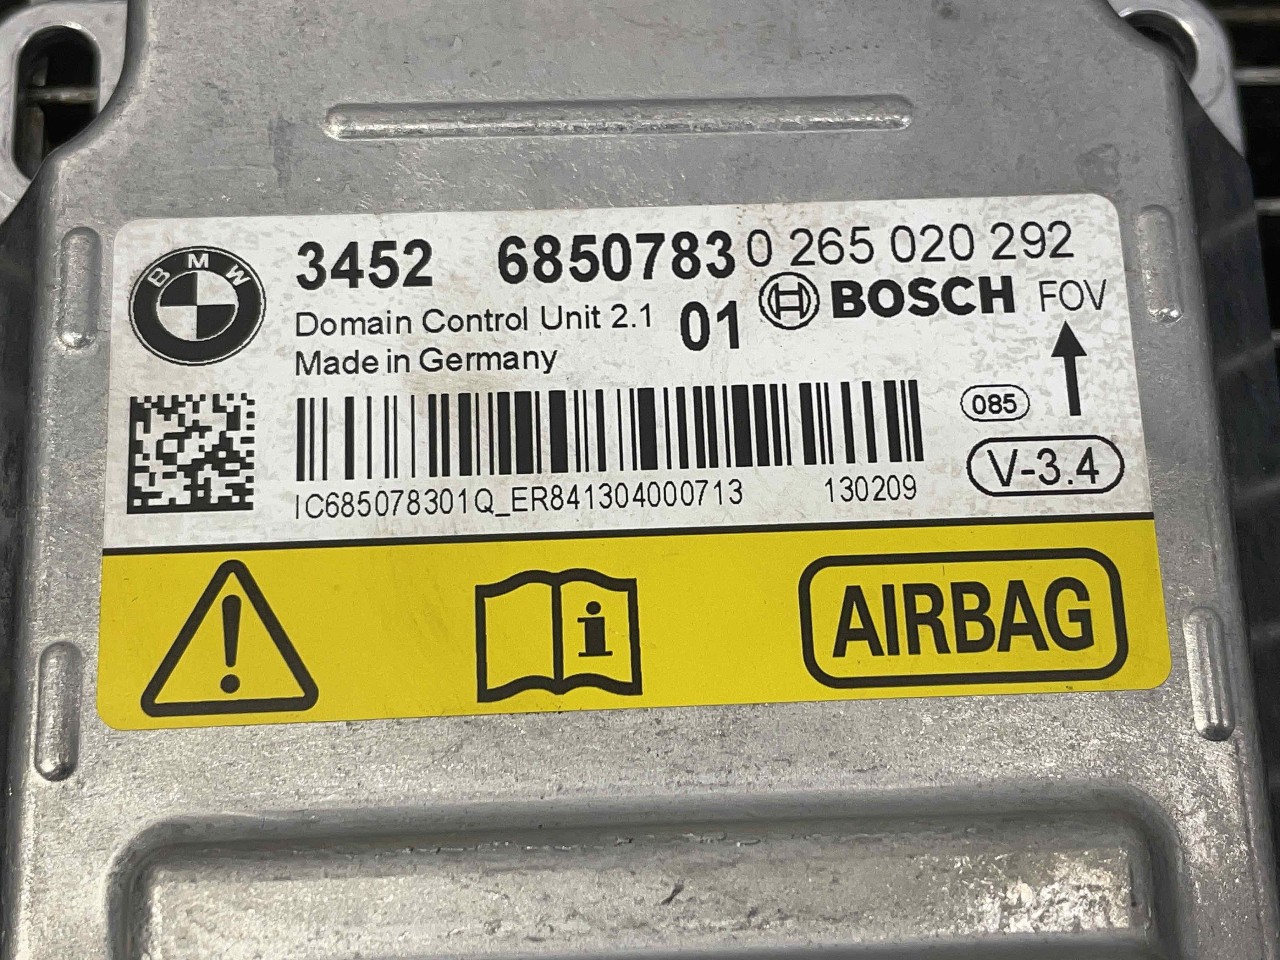 BMW
3452 6850783 0 265 020 292
Domain Control Unit 2.1 01 BOSCH FOV
Made in Germany
085
V-3.4
IC685078301Q_ER841304000713 130209
AIRBAG